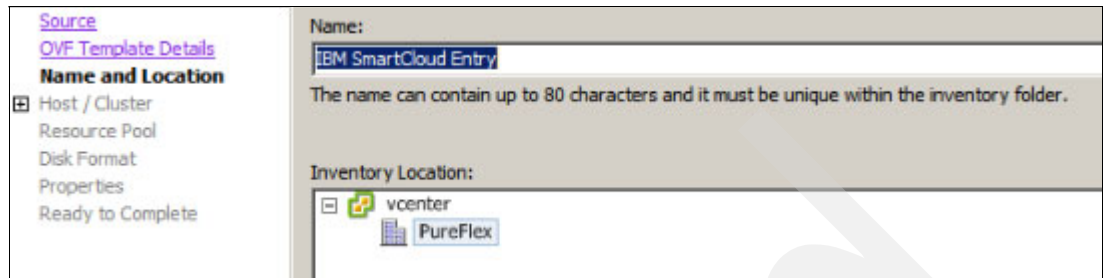 Source
OVF Template Details
Name and Location
Host / Cluster
Resource Pool
Disk Format
Properties
Ready to Complete
Name:
IBM SmartCloud Entry
The name can contain up to 80 characters and it must be unique within the inventory folder.
Inventory Location:
vcenter
PureFlex